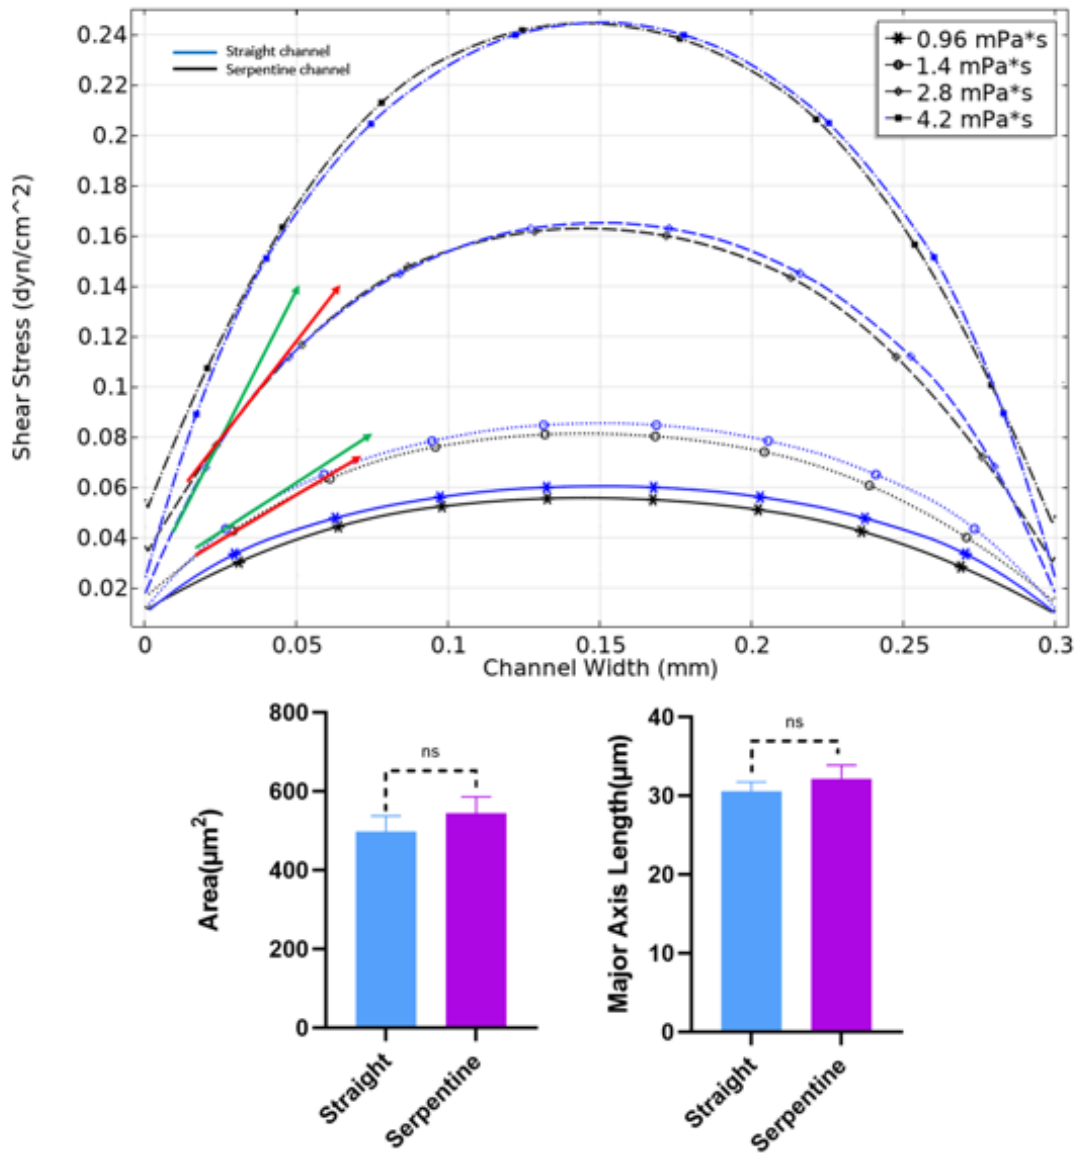 0.24
0.22
0.2
0.18
0.16
0.14
0.12
0.1
0.08
0.06
0.04
0.02
Shear Stress (dyn/cm^2)
Straight channel
Serpentine channel
0.96 mPa*s
1.4 mPa*s
2.8 mPa*s
4.2 mPa*s
0 0.05 0.1 0.15 0.2 0.25 0.3
Channel Width (mm)
800
600
400
200
0
Area(µm²)
ns
Straight
Serpentine
40
30
20
10
0
Major Axis Length(µm)
ns
Straight
Serpentine